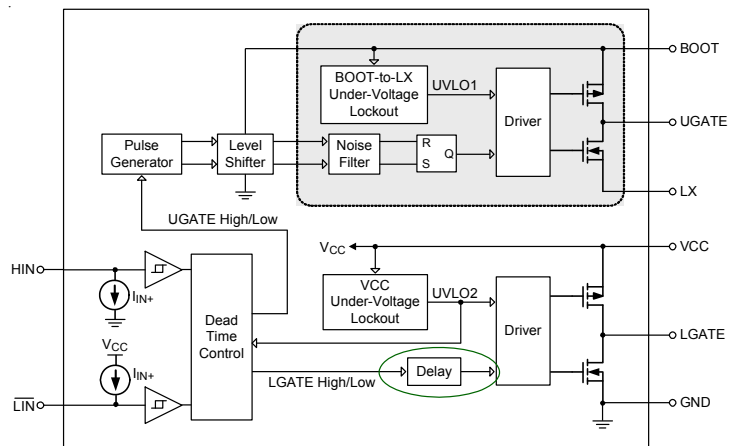 BOOT
BOOT-to-LX
Under-Voltage
Lockout
UVLO1
Driver
UGATE
Pulse
Generator
Level
Shifter
Noise
Filter
R
S
Q
LX
UGATE High/Low
VCC
VCC
HIN
IIN+
VCC
Under-Voltage
Lockout
UVLO2
Driver
Dead
Time
Control
VCC
IIN+
LGATE
LGATE High/Low
Delay
LIN
GND